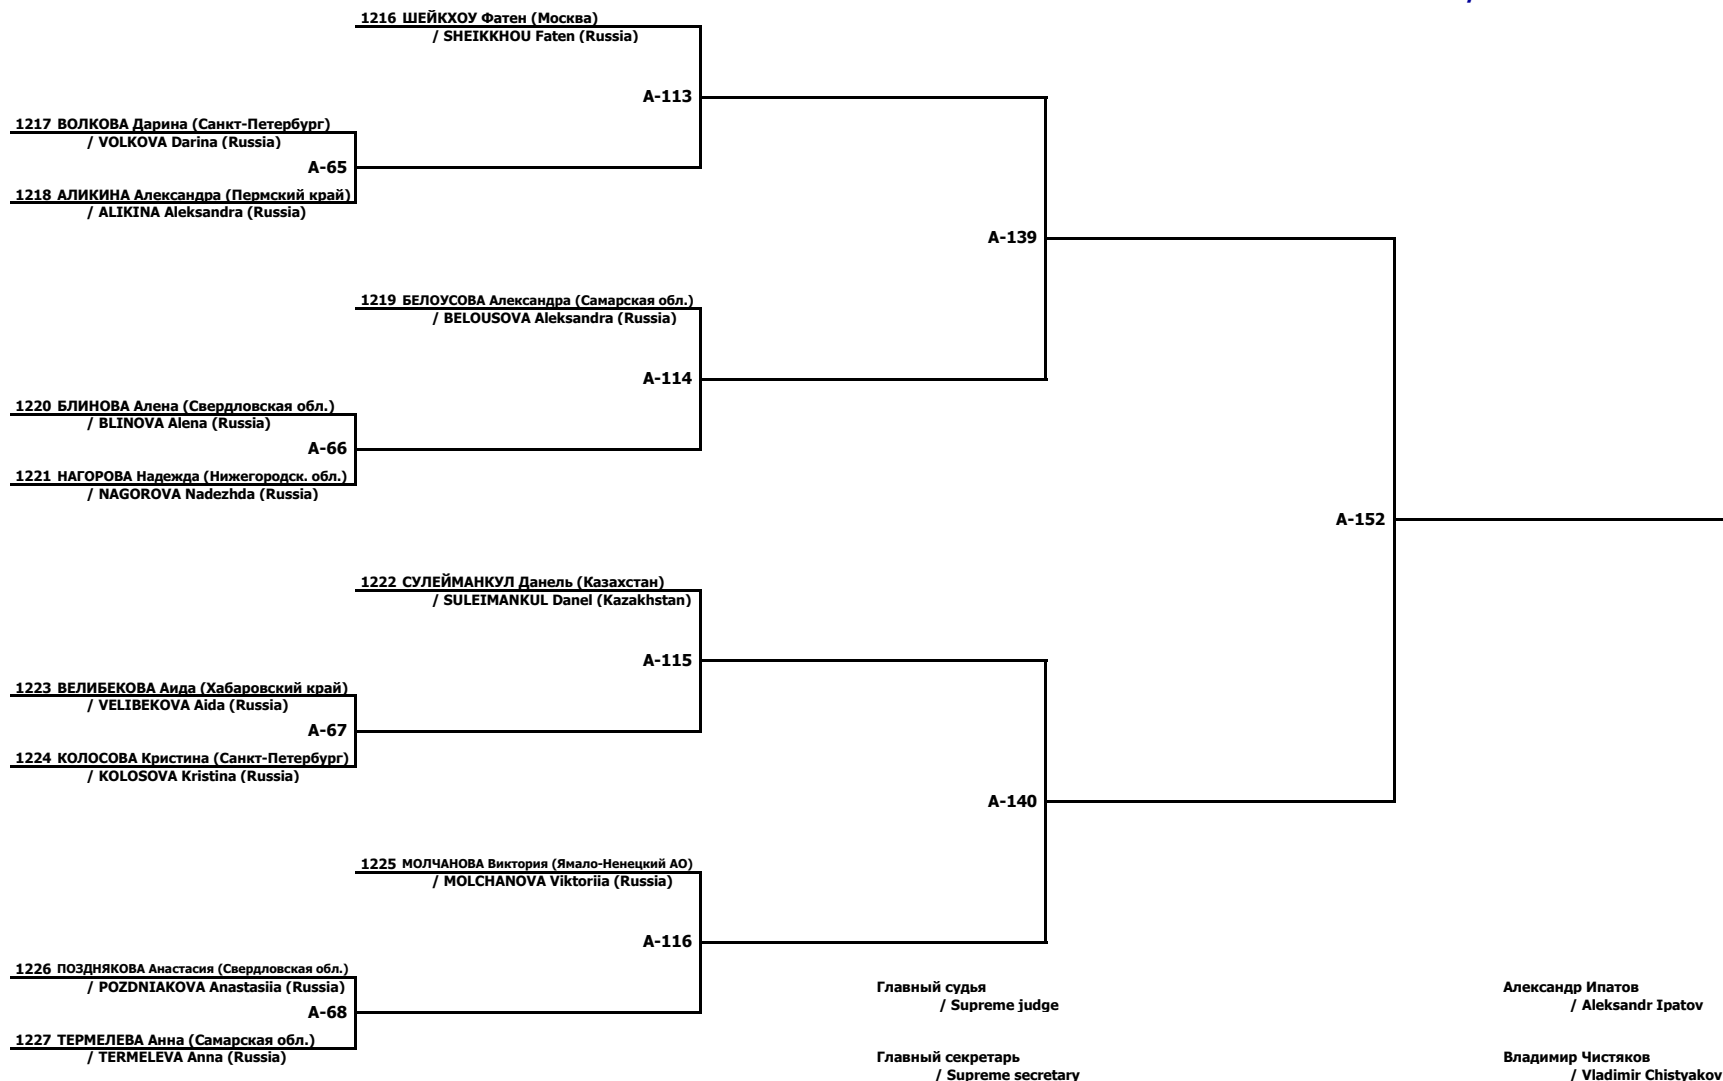 1216 ШЕЙКХОУ Фатен (Москва)
/ SHEIKKHOU Faten (Russia)
A-113
1217 ВОЛКОВА Дарина (Санкт-Петербург)
/ VOLKOVA Darina (Russia)
A-65
1218 АЛИКИНА Александра (Пермский край)
/ ALIKINA Aleksandra (Russia)
A-139
1219 БЕЛОУСОВА Александра (Самарская обл.)
/ BELOUSOVA Aleksandra (Russia)
A-114
1220 БЛИНОВА Алена (Свердловская обл.)
/ BLINOVA Alena (Russia)
A-66
1221 НАГОРОВА Надежда (Нижегородск. обл.)
/ NAGOROVA Nadezhda (Russia)
A-152
1222 СУЛЕЙМАНКУЛ Данель (Казахстан)
/ SULEIMANKUL Danel (Kazakhstan)
A-115
1223 ВЕЛИБЕКОВА Аида (Хабаровский край)
/ VELIBEKOVA Aida (Russia)
A-67
1224 КОЛОСОВА Кристина (Санкт-Петербург)
/ KOLOSOVA Kristina (Russia)
A-140
1225 МОЛЧАНОВА Виктория (Ямало-Ненецкий АО)
/ MOLCHANOVA Viktoriia (Russia)
A-116
1226 ПОЗДНЯКОВА Анастасия (Свердловская обл.)
/ POZDNIAKOVA Anastasiia (Russia)
A-68
1227 ТЕРМЕЛЕВА Анна (Самарская обл.)
/ TERMELEVA Anna (Russia)
Главный судья
/ Supreme judge
Александр Ипатов
/ Aleksandr Ipatov
Главный секретарь
/ Supreme secretary
Владимир Чистяков
/ Vladimir Chistyakov